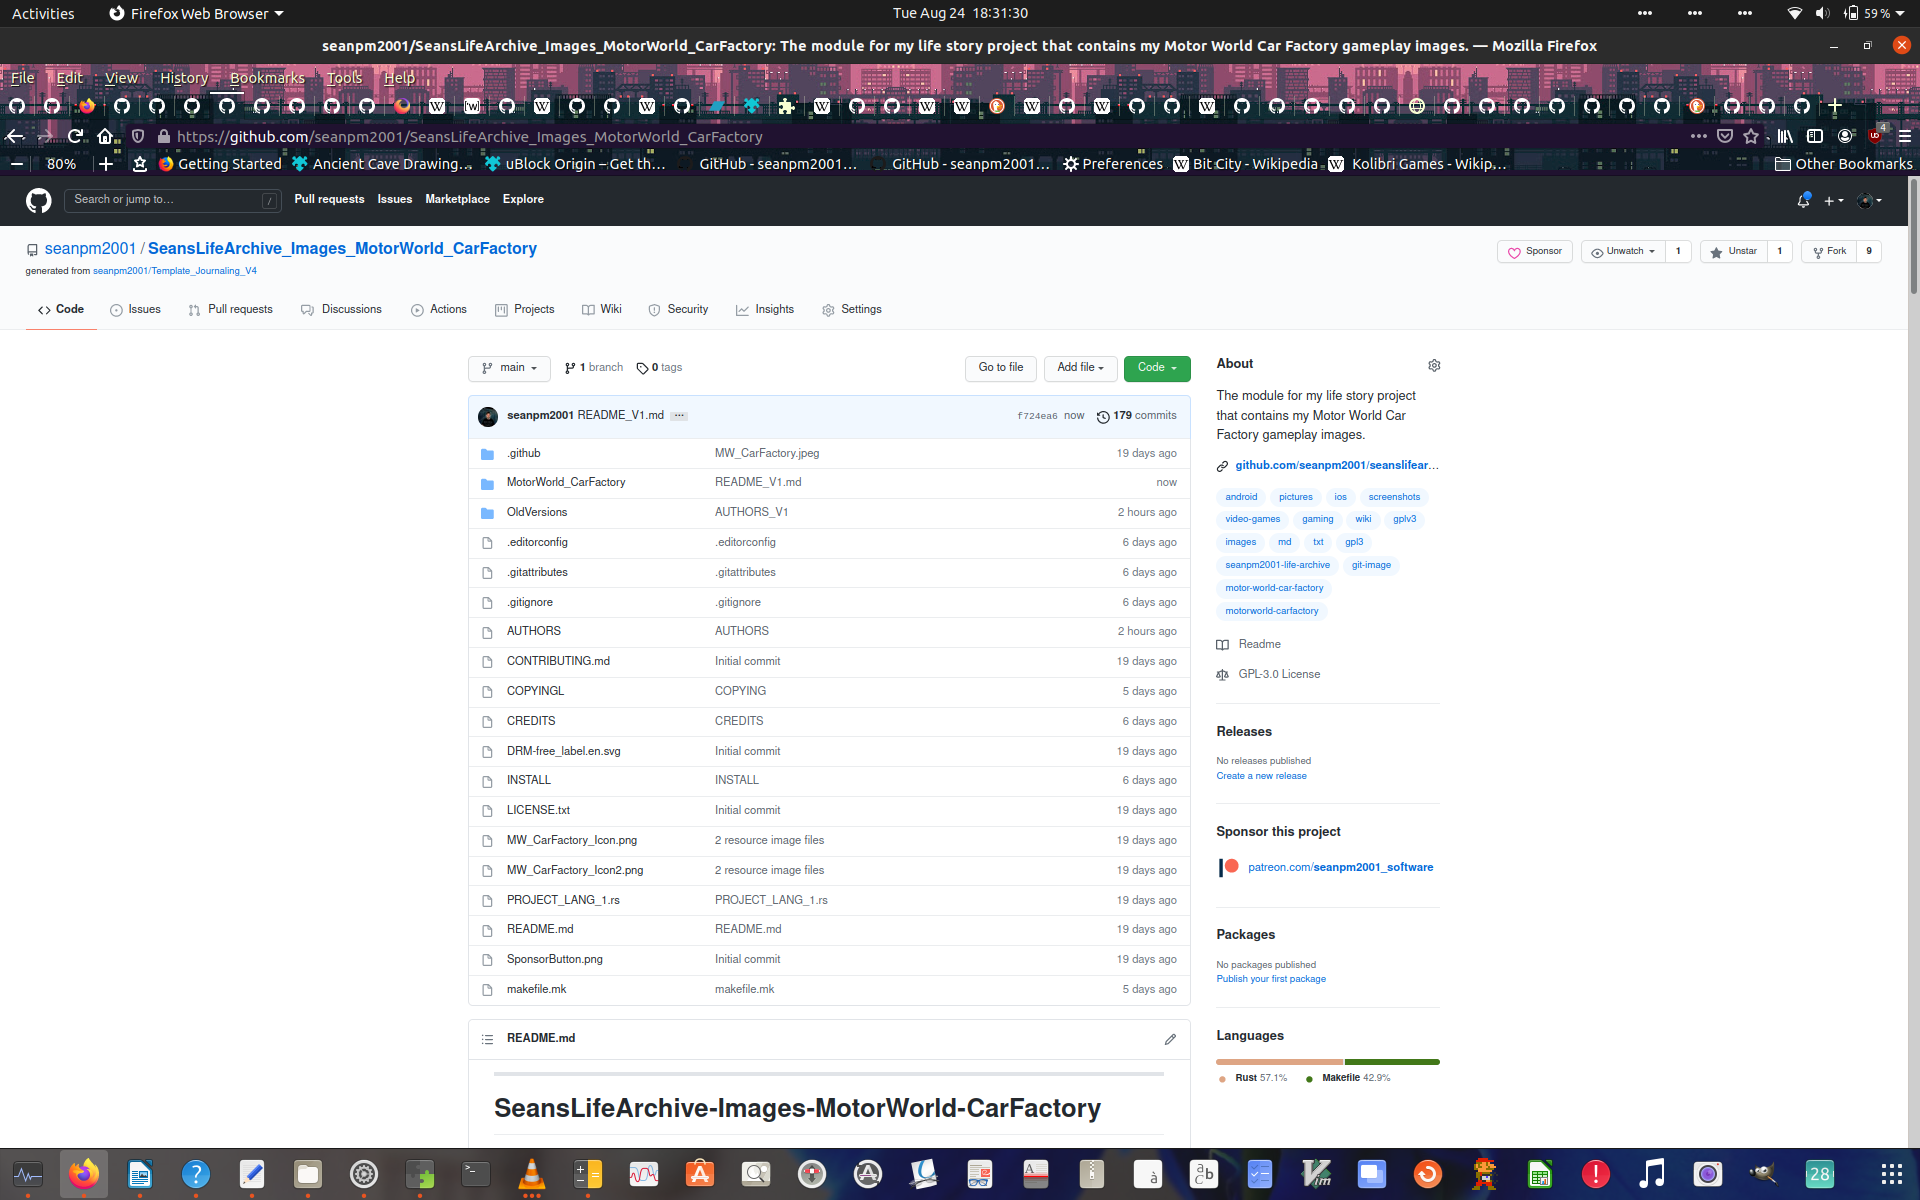 Activities Firefox Web Browser Tue Aug 24 18:31:30 59 %
seanpm2001/SeansLifeArchive_Images_MotorWorld_CarFactory: The module for my life story project that contains my Motor World Car Factory gameplay images. — Mozilla Firefox
File Edit View History Bookmarks Tools Help
https://github.com/seanpm2001/SeansLifeArchive_Images_MotorWorld_CarFactory 4
80% Getting Started Ancient Cave Drawing… uBlock Origin – Get th… GitHub - seanpm2001… GitHub - seanpm2001… Preferences Bit City - Wikipedia Kolibri Games - Wikip… Other Bookmarks
Search or jump to… / Pull requests Issues Marketplace Explore
seanpm2001 / SeansLifeArchive_Images_MotorWorld_CarFactory Sponsor Unwatch 1 Unstar 1 Fork 9
generated from seanpm2001/Template_Journaling_V4
Code Issues Pull requests Discussions Actions Projects Wiki Security Insights Settings
main 1 branch 0 tags Go to file Add file Code
seanpm2001 README_V1.md … f724ea6 now 179 commits
.github MW_CarFactory.jpeg 19 days ago
MotorWorld_CarFactory README_V1.md now
OldVersions AUTHORS_V1 2 hours ago
.editorconfig .editorconfig 6 days ago
.gitattributes .gitattributes 6 days ago
.gitignore .gitignore 6 days ago
AUTHORS AUTHORS 2 hours ago
CONTRIBUTING.md Initial commit 19 days ago
COPYINGL COPYING 5 days ago
CREDITS CREDITS 6 days ago
DRM-free_label.en.svg Initial commit 19 days ago
INSTALL INSTALL 6 days ago
LICENSE.txt Initial commit 19 days ago
MW_CarFactory_Icon.png 2 resource image files 19 days ago
MW_CarFactory_Icon2.png 2 resource image files 19 days ago
PROJECT_LANG_1.rs PROJECT_LANG_1.rs 19 days ago
README.md README.md 19 days ago
SponsorButton.png Initial commit 19 days ago
makefile.mk makefile.mk 5 days ago
README.md
SeansLifeArchive-Images-MotorWorld-CarFactory
About
The module for my life story project
that contains my Motor World Car
Factory gameplay images.
github.com/seanpm2001/seanslifear…
android pictures ios screenshots
video-games gaming wiki gplv3
images md txt gpl3
seanpm2001-life-archive git-image
motor-world-car-factory
motorworld-carfactory
Readme
GPL-3.0 License
Releases
No releases published
Create a new release
Sponsor this project
patreon.com/seanpm2001_software
Packages
No packages published
Publish your first package
Languages
Rust 57.1% Makefile 42.9%
28